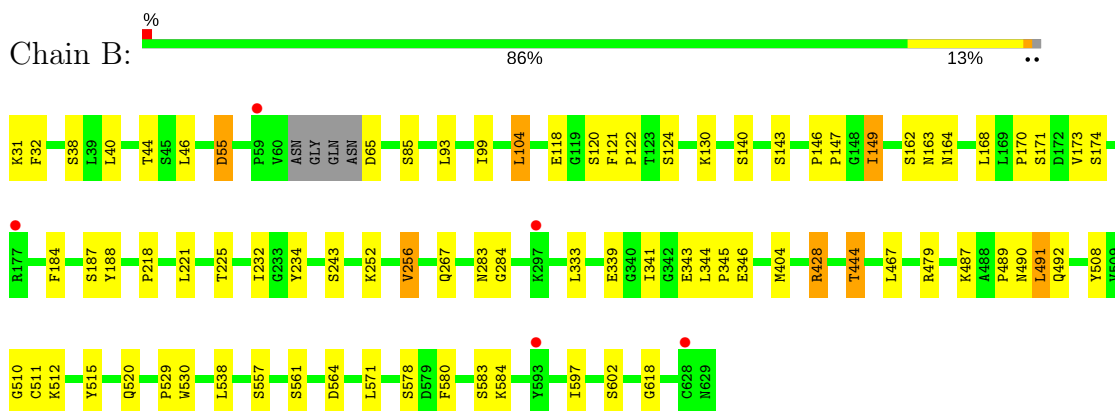 %
Chain B:
86% 13% ••
K31 F32 S38 L39 L40 T44 S45 L46 D55 P59 V60 ASN GLY GLN ASN D65 S85 L93 I99 L104 E118 G119 S120 F121 P122 T123 S124 K130 S140 S143 P146 P147 G148 I149 S162 N163 N164 L168 L169 P170 S171 D172 V173 S174
R177 F184 S187 Y188 P218 L221 T225 I232 G233 Y234 S243 K252 V256 Q267 N283 G284 K297 L333 E339 G340 I341 G342 E343 L344 P345 E346 M404 R428 T444 L467 R479 K487 A488 P489 N490 L491 Q492 Y508 V509
G510 C511 K512 Y515 Q520 P529 W530 L538 S557 S561 D564 L571 S578 D579 F580 S583 K584 Y593 I597 S602 G618 C628 N629